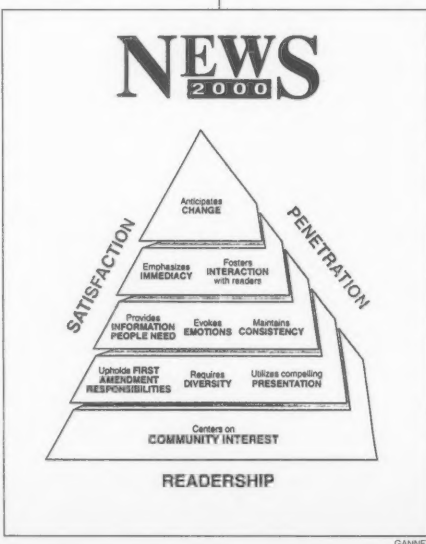 NEWS
2000
Anticipates
CHANGE
SATISFACTION
PENETRATION
Emphasizes
IMMEDIACY
Fosters
INTERACTION
with readers
Provides
INFORMATION
PEOPLE NEED
Evokes
EMOTIONS
Maintains
CONSISTENCY
Upholds FIRST
AMENDMENT
RESPONSIBILITIES
Requires
DIVERSITY
Utilizes compelling
PRESENTATION
Centers on
COMMUNITY INTEREST
READERSHIP
GANNE